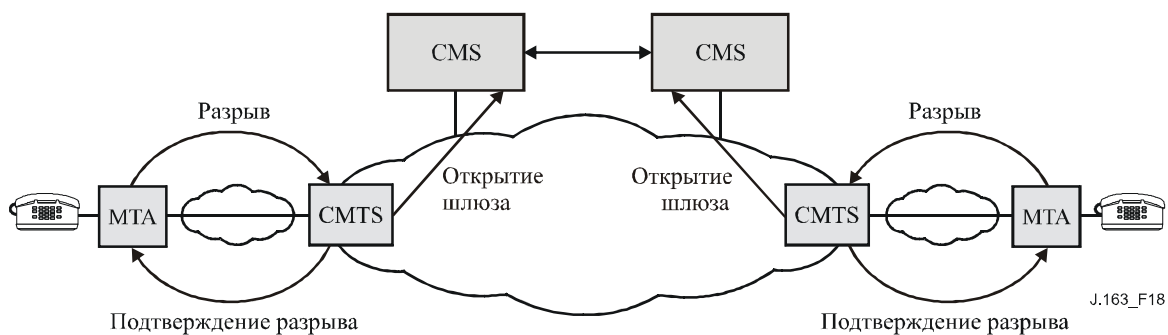 CMS
CMS
Разрыв
Разрыв
Открытие
шлюза
Открытие
шлюза
MTA
CMTS
CMTS
MTA
J.163_F18
Подтверждение разрыва
Подтверждение разрыва